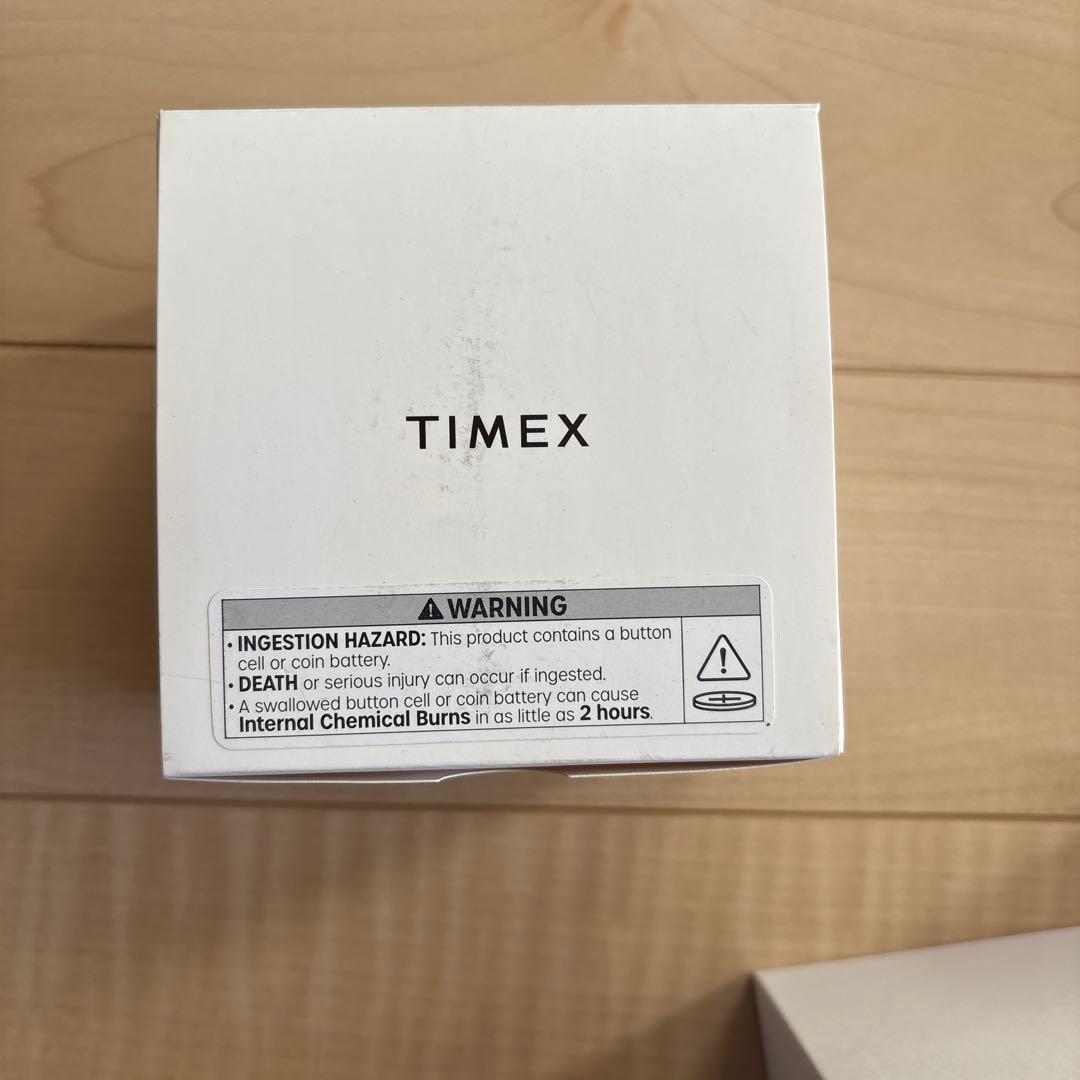 TIMEX
⚠ WARNING
• INGESTION HAZARD: This product contains a button
cell or coin battery.
• DEATH or serious injury can occur if ingested.
• A swallowed button cell or coin battery can cause
Internal Chemical Burns in as little as 2 hours.